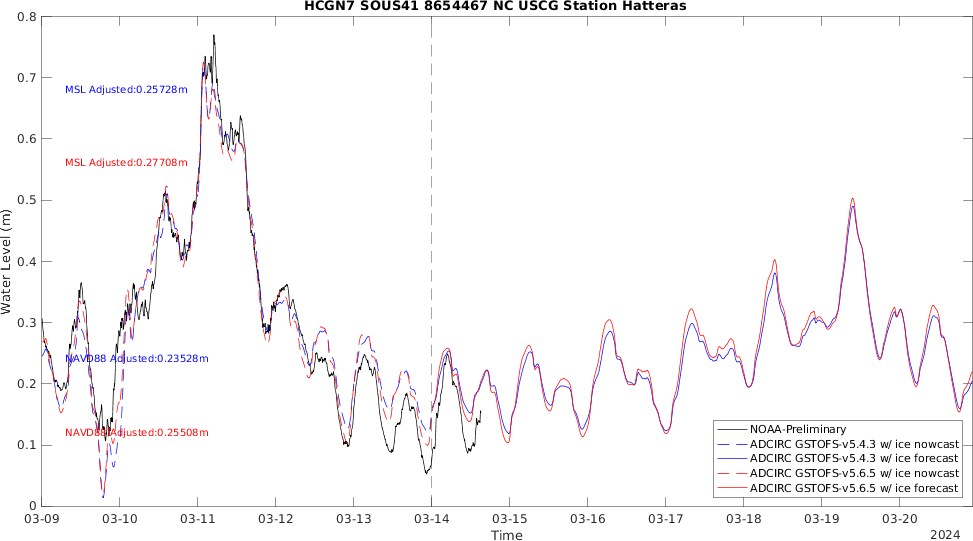 HCGN7 SOUS41 8654467 NC USCG Station Hatteras
0.8
0.7
0.6
0.5
0.4
0.3
0.2
0.1
0
Water Level (m)
MSL Adjusted:0.25728m
MSL Adjusted:0.27708m
NAVD88 Adjusted:0.23528m
NAVD88 Adjusted:0.25508m
NOAA-Preliminary
ADCIRC GSTOFS-v5.4.3 w/ ice nowcast
ADCIRC GSTOFS-v5.4.3 w/ ice forecast
ADCIRC GSTOFS-v5.6.5 w/ ice nowcast
ADCIRC GSTOFS-v5.6.5 w/ ice forecast
03-09 03-10 03-11 03-12 03-13 03-14 03-15 03-16 03-17 03-18 03-19 03-20
Time
2024